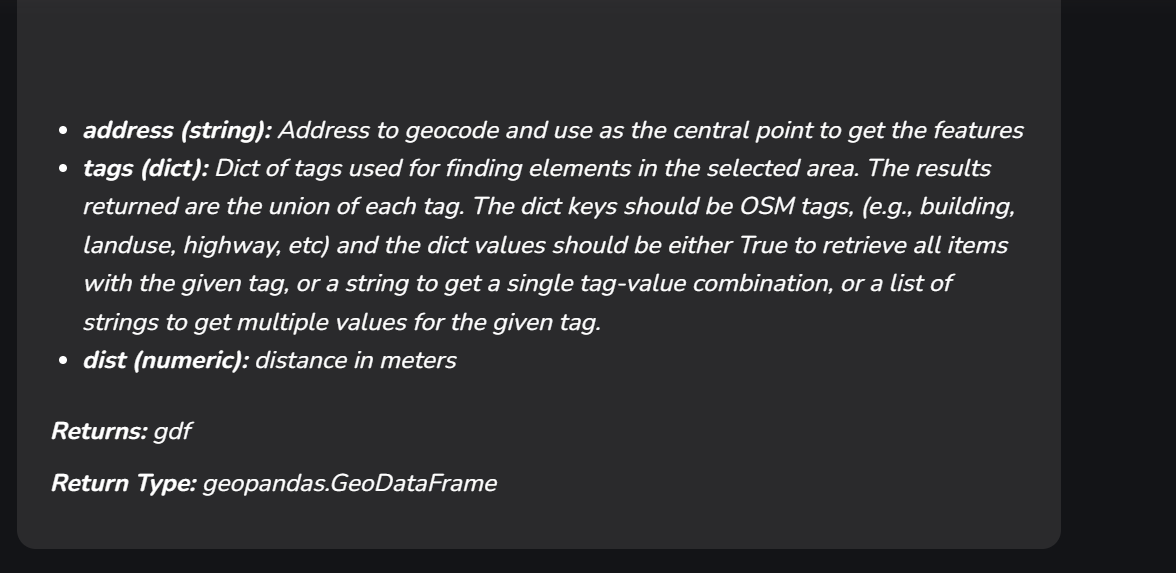 • address (string): Address to geocode and use as the central point to get the features
• tags (dict): Dict of tags used for finding elements in the selected area. The results
returned are the union of each tag. The dict keys should be OSM tags, (e.g., building,
landuse, highway, etc) and the dict values should be either True to retrieve all items
with the given tag, or a string to get a single tag-value combination, or a list of
strings to get multiple values for the given tag.
• dist (numeric): distance in meters
Returns: gdf
Return Type: geopandas.GeoDataFrame